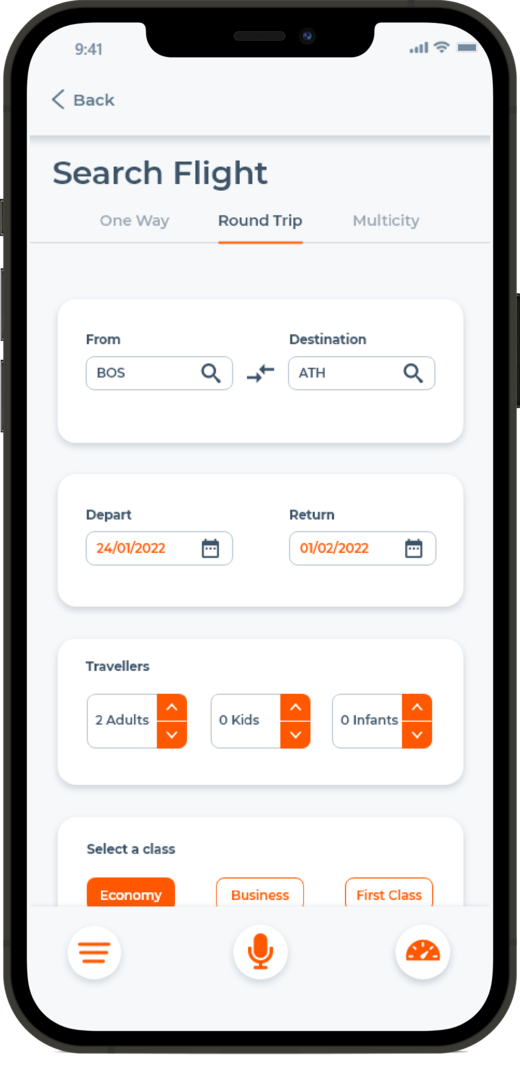 9:41
Back
Search Flight
One Way Round Trip Multicity
From Destination
BOS ATH
Depart Return
24/01/2022 01/02/2022
Travellers
2 Adults 0 Kids 0 Infants
Select a class
Economy Business First Class